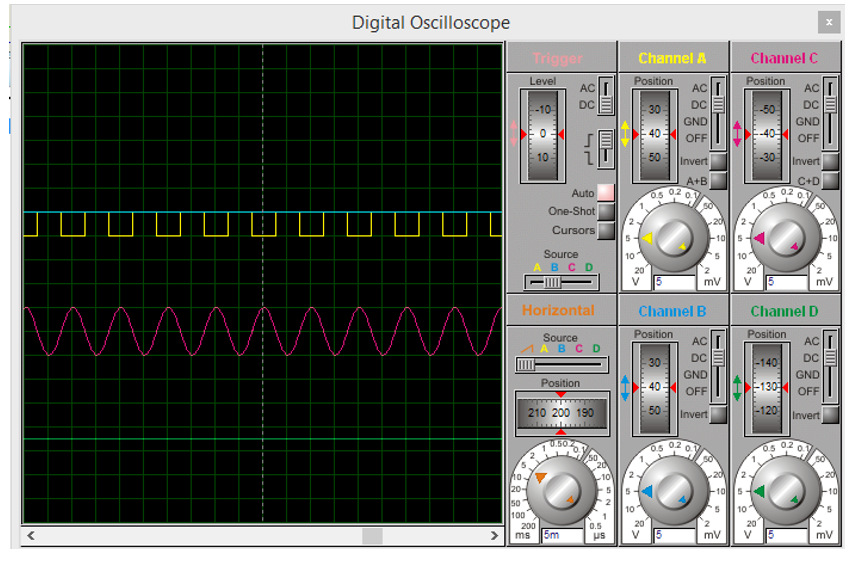 Digital Oscilloscope
x
Trigger
Level
-10
0
10
AC
DC
Auto
One-Shot
Cursors
Source
A B C D
Channel A
Position
30
40
50
AC
DC
GND
OFF
Invert
A+B
20 10 5 2 1 0.5 0.2 0.1 50 20 10 5 2
V 5 mV
Channel C
Position
-50
-40
-30
AC
DC
GND
OFF
Invert
C+D
20 10 5 2 1 0.5 0.2 0.1 50 20 10 5 2
V 5 mV
Horizontal
Source
A B C D
Position
210 200 190
200 100 50 20 10 5 2 1 0.5 0.2 0.1 50 20 10 5 2 1 0.5
ms 5m µs
Channel B
Position
30
40
50
AC
DC
GND
OFF
Invert
20 10 5 2 1 0.5 0.2 0.1 50 20 10 5 2
V 5 mV
Channel D
Position
-140
-130
-120
AC
DC
GND
OFF
Invert
20 10 5 2 1 0.5 0.2 0.1 50 20 10 5 2
V 5 mV